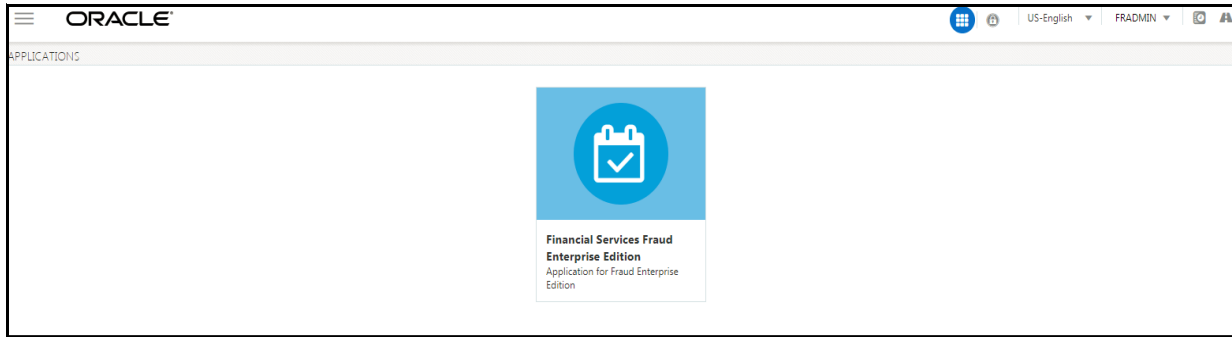 ORACLE
US-English
FRADMIN
APPLICATIONS
Financial Services Fraud
Enterprise Edition
Application for Fraud Enterprise
Edition